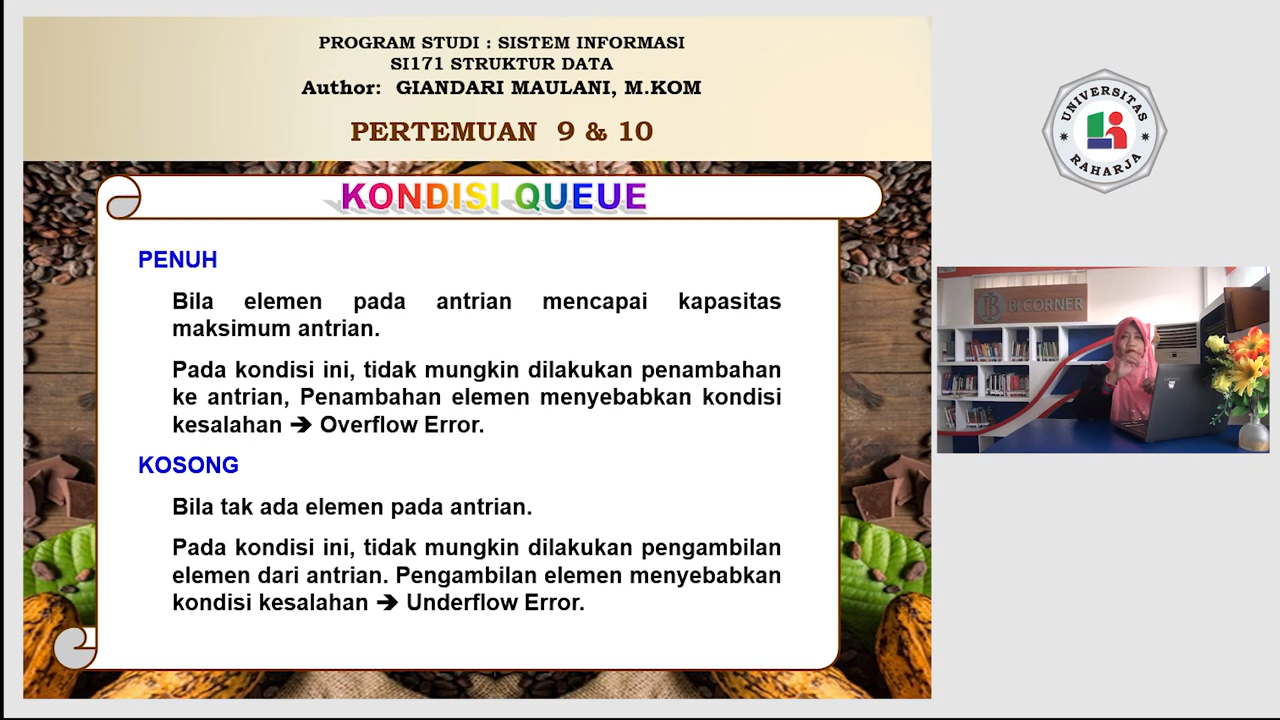 PROGRAM STUDI : SISTEM INFORMASI
SI171 STRUKTUR DATA
Author: GIANDARI MAULANI, M.KOM
PERTEMUAN 9 & 10
KONDISI QUEUE
PENUH
Bila elemen pada antrian mencapai kapasitas
maksimum antrian.
Pada kondisi ini, tidak mungkin dilakukan penambahan
ke antrian, Penambahan elemen menyebabkan kondisi
kesalahan ➔ Overflow Error.
KOSONG
Bila tak ada elemen pada antrian.
Pada kondisi ini, tidak mungkin dilakukan pengambilan
elemen dari antrian. Pengambilan elemen menyebabkan
kondisi kesalahan ➔ Underflow Error.
UNIVERSITAS
RAHARJA
BI CORNER